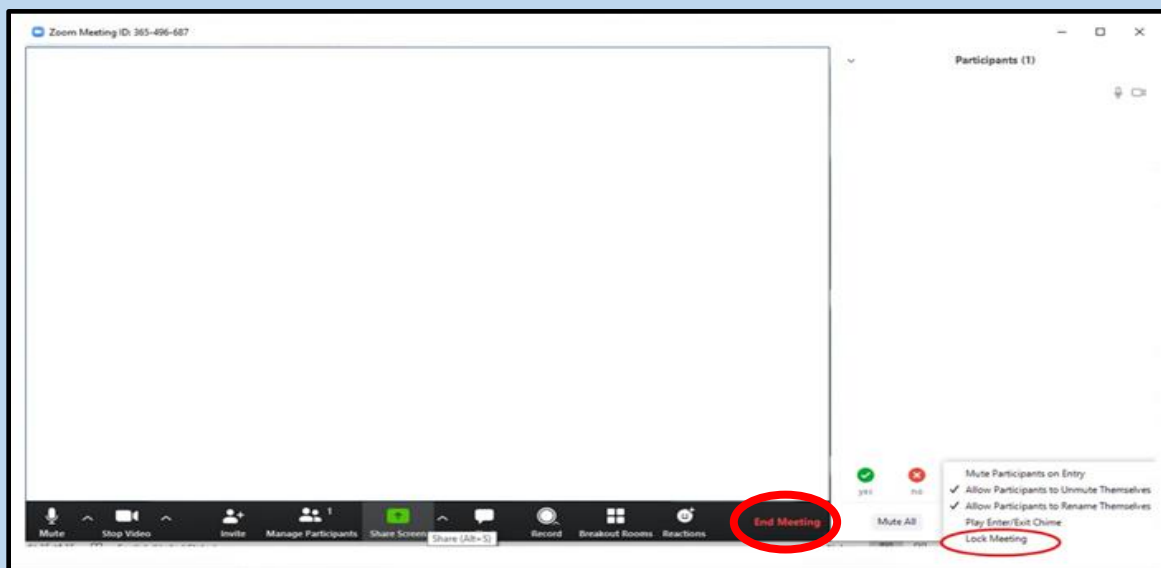 Zoom Meeting ID: 365-496-687
Participants (1)
yes
no
Mute Participants on Entry
Allow Participants to Unmute Themselves
Allow Participants to Rename Themselves
Play Enter/Exit Chime
Lock Meeting
Mute
Stop Video
Invite
1
Manage Participants
Share Screen
Share (Alt+S)
Record
Breakout Rooms
Reactions
End Meeting
Mute All